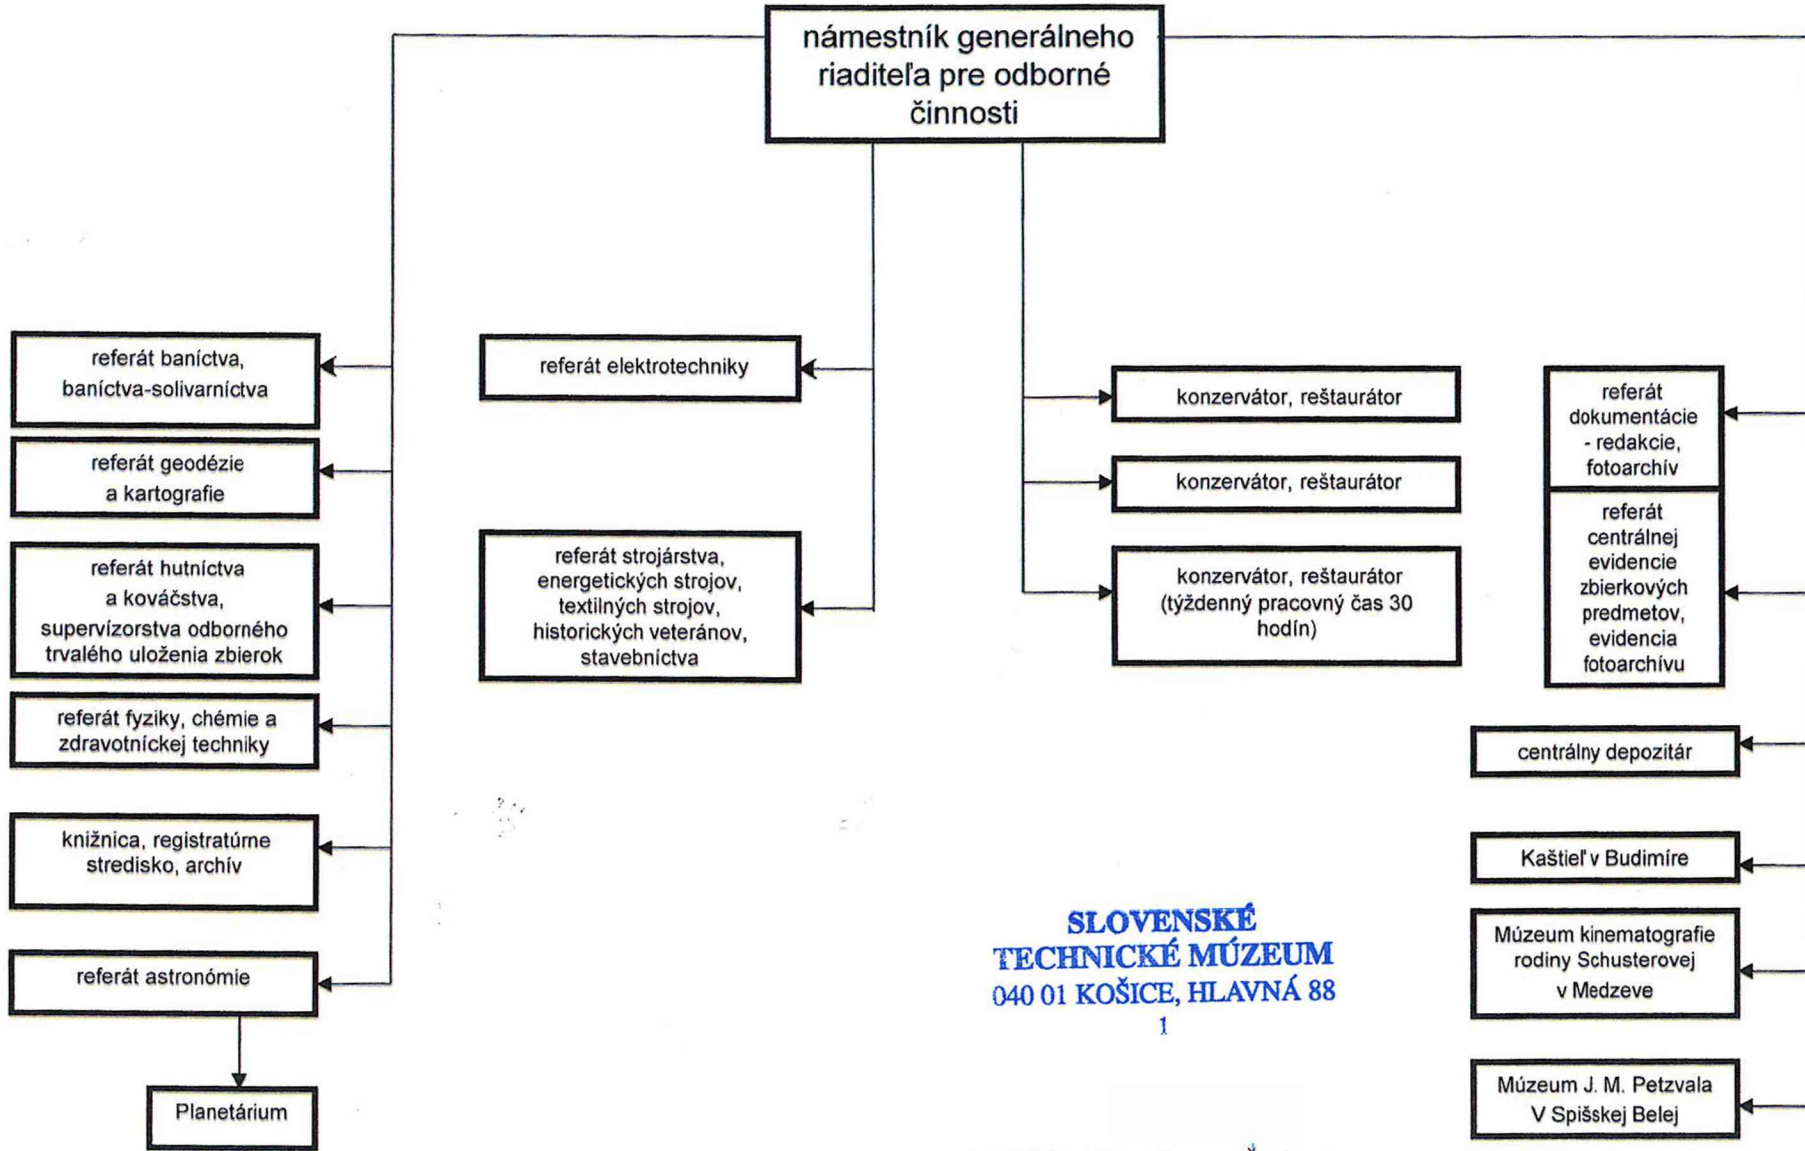 námestník generálneho
riaditeľa pre odborné
činnosti
referát baníctva,
baníctva-solivarníctva
referát geodézie
a kartografie
referát hutníctva
a kováčstva,
supervízorstva odborného
trvalého uloženia zbierok
referát fyziky, chémie a
zdravotníckej techniky
knižnica, registratúrne
stredisko, archív
referát astronómie
Planetárium
referát elektrotechniky
referát strojárstva,
energetických strojov,
textilných strojov,
historických veteránov,
stavebníctva
konzervátor, reštaurátor
konzervátor, reštaurátor
konzervátor, reštaurátor
(týždenný pracovný čas 30
hodín)
referát
dokumentácie
- redakcie,
fotoarchív
referát
centrálnej
evidencie
zbierkových
predmetov,
evidencia
fotoarchívu
centrálny depozitár
Kaštieľ v Budimíre
Múzeum kinematografie
rodiny Schusterovej
v Medzeve
Múzeum J. M. Petzvala
V Spišskej Belej
SLOVENSKÉ
TECHNICKÉ MÚZEUM
040 01 KOŠICE, HLAVNÁ 88
1